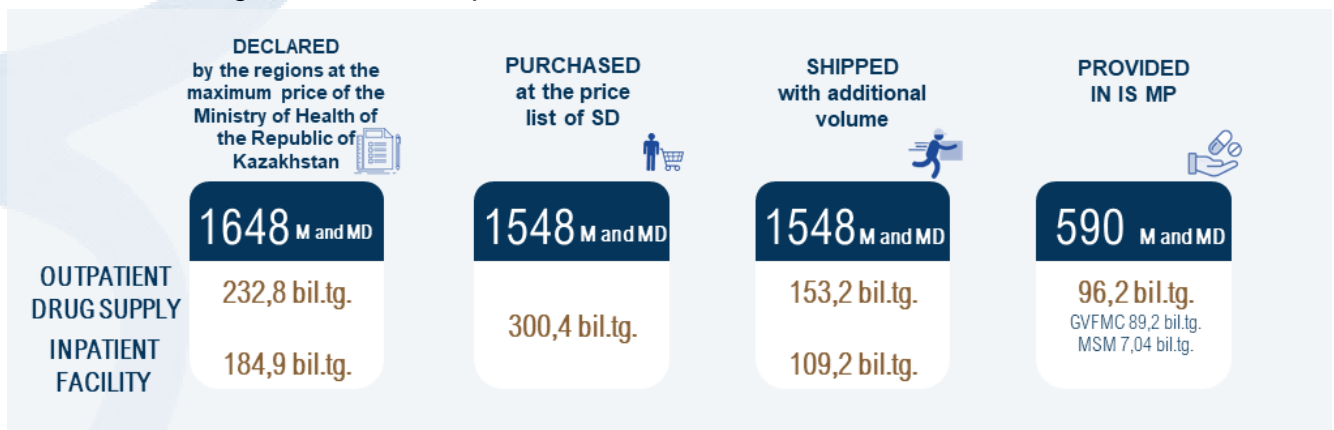 DECLARED
by the regions at the
maximum price of the
Ministry of Health of
the Republic of
Kazakhstan
PURCHASED
at the price
list of SD
SHIPPED
with additional
volume
PROVIDED
IN IS MP
1648 M and MD
1548 M and MD
1548 M and MD
590 M and MD
OUTPATIENT
DRUG SUPPLY
INPATIENT
FACILITY
232,8 bil.tg.
184,9 bil.tg.
300,4 bil.tg.
153,2 bil.tg.
109,2 bil.tg.
96,2 bil.tg.
GVFMC 89,2 bil.tg.
MSM 7,04 bil.tg.